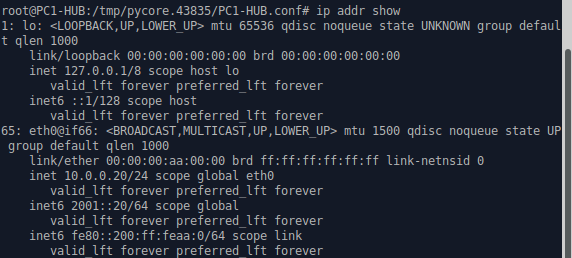 root@PC1-HUB:/tmp/pycore.43835/PC1-HUB.conf# ip addr show
1: lo: <LOOPBACK,UP,LOWER_UP> mtu 65536 qdisc noqueue state UNKNOWN group defaul
t qlen 1000
    link/loopback 00:00:00:00:00:00 brd 00:00:00:00:00:00
    inet 127.0.0.1/8 scope host lo
       valid_lft forever preferred_lft forever
    inet6 ::1/128 scope host
       valid_lft forever preferred_lft forever
65: eth0@if66: <BROADCAST,MULTICAST,UP,LOWER_UP> mtu 1500 qdisc noqueue state UP
 group default qlen 1000
    link/ether 00:00:00:aa:00:00 brd ff:ff:ff:ff:ff:ff link-netnsid 0
    inet 10.0.0.20/24 scope global eth0
       valid_lft forever preferred_lft forever
    inet6 2001::20/64 scope global
       valid_lft forever preferred_lft forever
    inet6 fe80::200:ff:feaa:0/64 scope link
       valid_lft forever preferred_lft forever